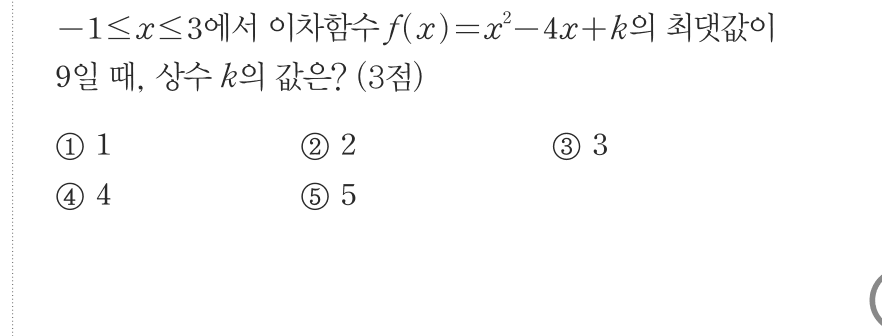 −1≤x≤3에서 이차함수 f(x)=x²−4x+k의 최댓값이
9일 때, 상수 k의 값은? (3점)
① 1 ② 2 ③ 3
④ 4 ⑤ 5